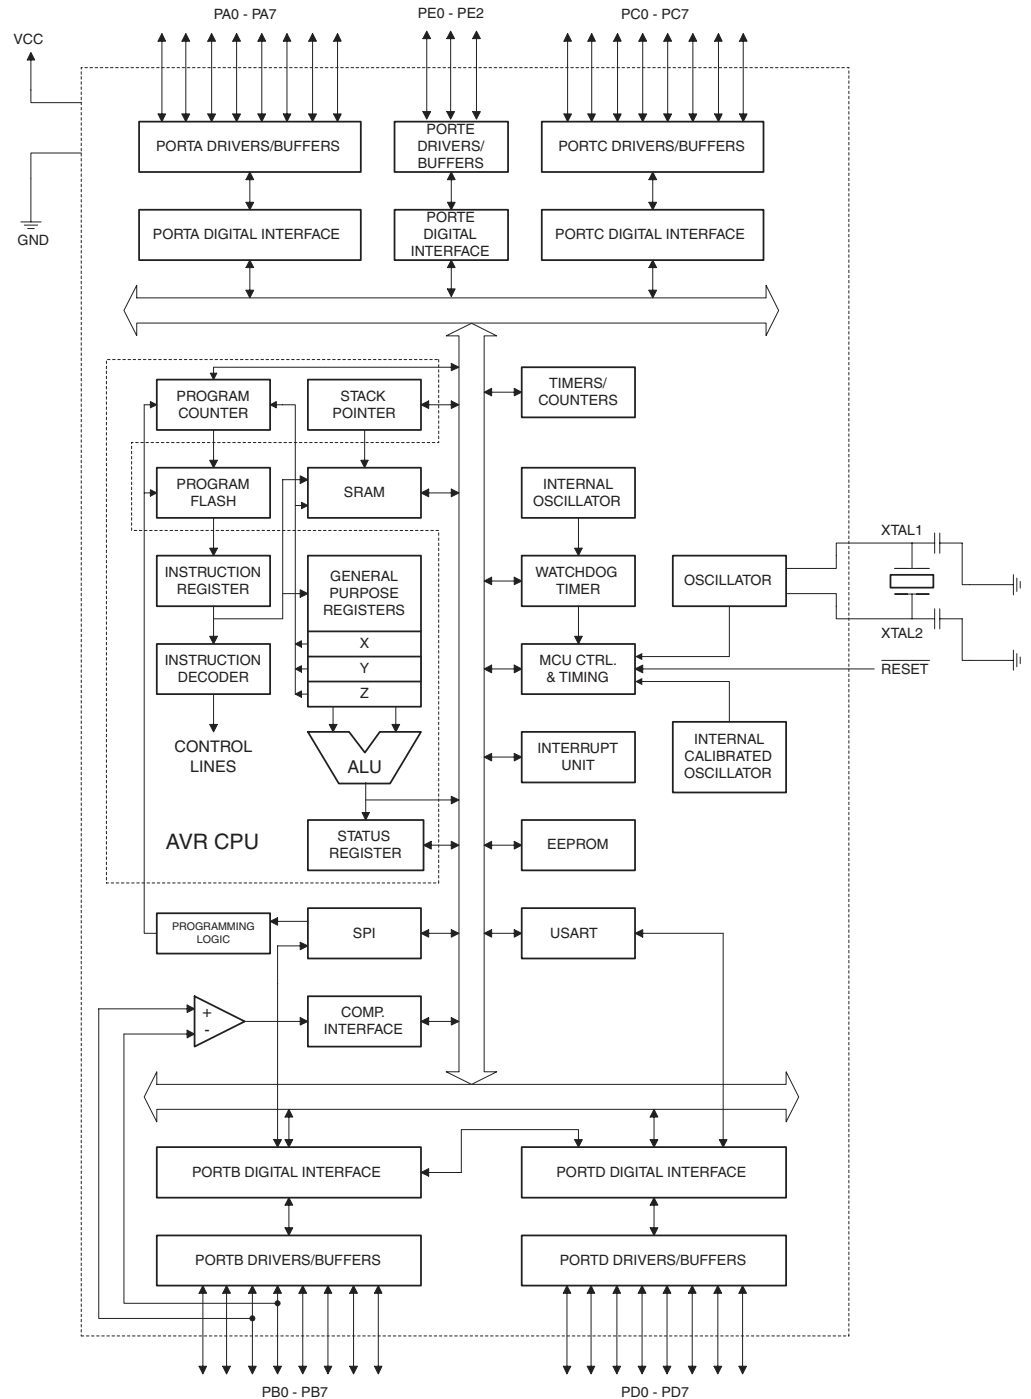 PA0 - PA7
PE0 - PE2
PC0 - PC7
VCC
GND
PORTA DRIVERS/BUFFERS
PORTE
DRIVERS/
BUFFERS
PORTC DRIVERS/BUFFERS
PORTA DIGITAL INTERFACE
PORTE
DIGITAL
INTERFACE
PORTC DIGITAL INTERFACE
PROGRAM
COUNTER
STACK
POINTER
TIMERS/
COUNTERS
PROGRAM
FLASH
SRAM
INTERNAL
OSCILLATOR
XTAL1
INSTRUCTION
REGISTER
GENERAL
PURPOSE
REGISTERS
WATCHDOG
TIMER
OSCILLATOR
XTAL2
X
Y
Z
INSTRUCTION
DECODER
MCU CTRL.
& TIMING
RESET
CONTROL
LINES
ALU
INTERRUPT
UNIT
INTERNAL
CALIBRATED
OSCILLATOR
AVR CPU
STATUS
REGISTER
EEPROM
PROGRAMMING
LOGIC
SPI
USART
+
-
COMP.
INTERFACE
PORTB DIGITAL INTERFACE
PORTD DIGITAL INTERFACE
PORTB DRIVERS/BUFFERS
PORTD DRIVERS/BUFFERS
PB0 - PB7
PD0 - PD7